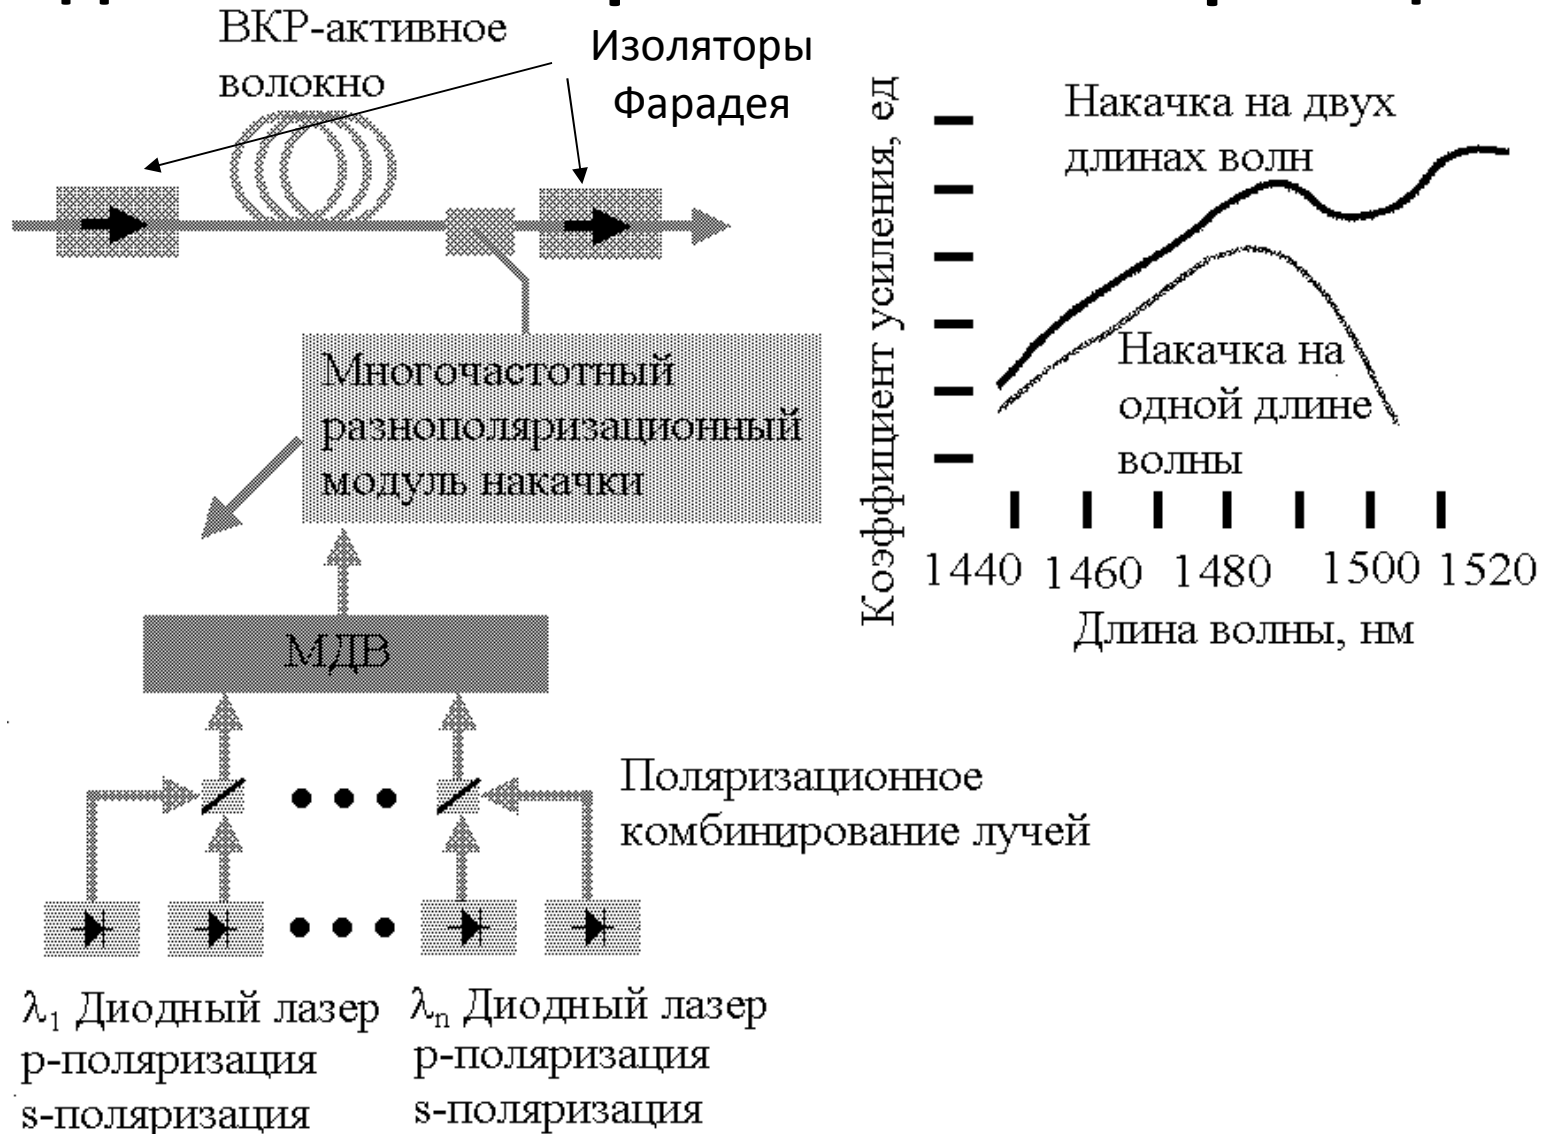 ВКР-активное
волокно
Изоляторы
Фарадея
Многочастотный
разнополяризационный
модуль накачки
МДВ
Поляризационное
комбинирование лучей
λ₁ Диодный лазер
p-поляризация
s-поляризация
λₙ Диодный лазер
p-поляризация
s-поляризация
Коэффициент усиления, ед
Накачка на двух
длинах волн
Накачка на
одной длине
волны
1440 1460 1480 1500 1520
Длина волны, нм